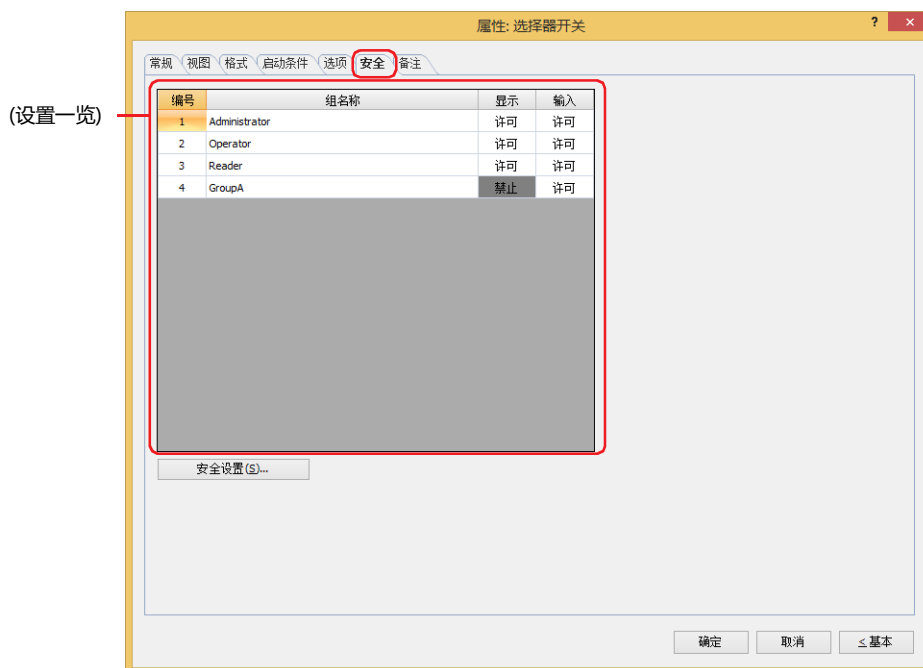 属性: 选择器开关
? ×
常规 视图 格式 启动条件 选项 安全 备注
(设置一览)
编号 组名称 显示 输入
1 Administrator 许可 许可
2 Operator 许可 许可
3 Reader 许可 许可
4 GroupA 禁止 许可
安全设置(S)...
确定 取消 <基本